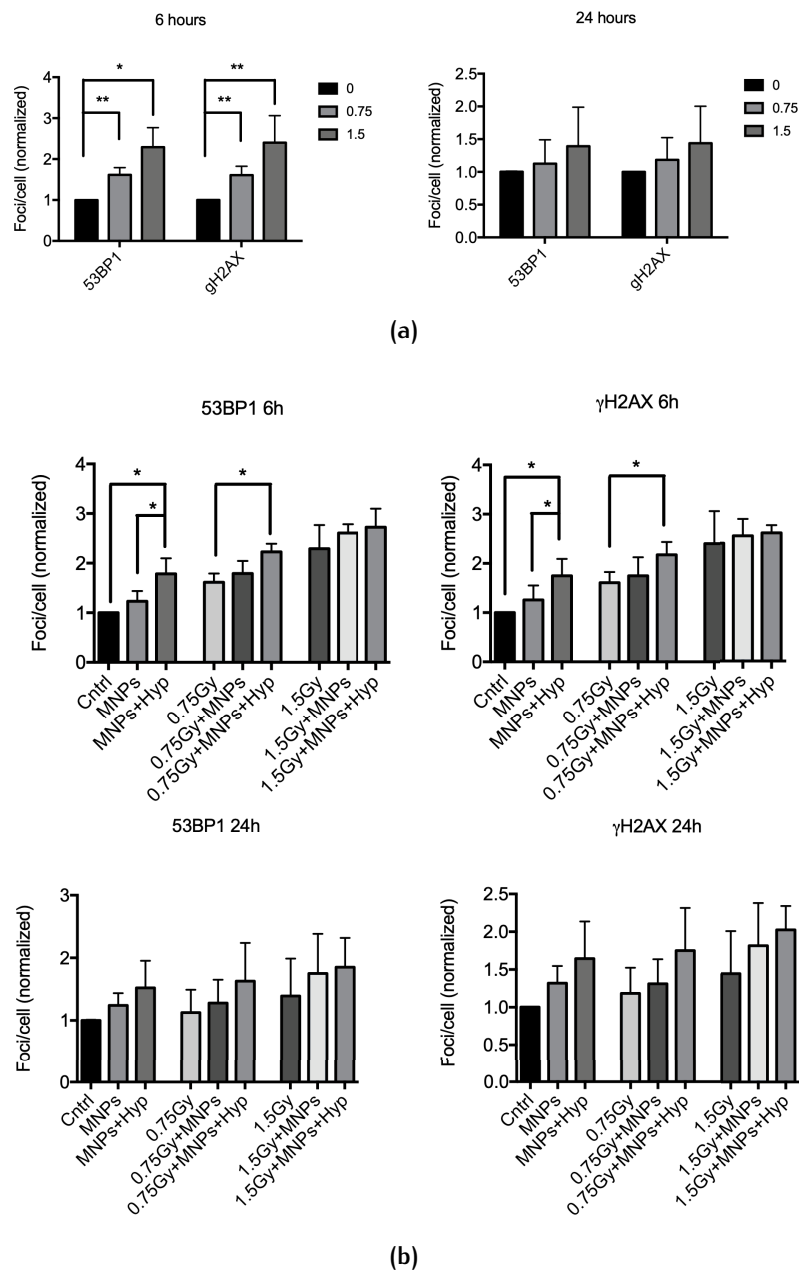 6 hours
24 hours
Foci/cell (normalized)
4
3
2
1
0
*
**
**
**
53BP1
gH2AX
0
0.75
1.5
Foci/cell (normalized)
2.5
2.0
1.5
1.0
0.5
0.0
53BP1
gH2AX
0
0.75
1.5
(a)
53BP1 6h
Foci/cell (normalized)
4
3
2
1
0
*
*
*
Cntrl
MNPs
MNPs+Hyp
0.75Gy
0.75Gy+MNPs
0.75Gy+MNPs+Hyp
1.5Gy
1.5Gy+MNPs
1.5Gy+MNPs+Hyp
γH2AX 6h
Foci/cell (normalized)
4
3
2
1
0
*
*
*
Cntrl
MNPs
MNPs+Hyp
0.75Gy
0.75Gy+MNPs
0.75Gy+MNPs+Hyp
1.5Gy
1.5Gy+MNPs
1.5Gy+MNPs+Hyp
53BP1 24h
Foci/cell (normalized)
3
2
1
0
Cntrl
MNPs
MNPs+Hyp
0.75Gy
0.75Gy+MNPs
0.75Gy+MNPs+Hyp
1.5Gy
1.5Gy+MNPs
1.5Gy+MNPs+Hyp
γH2AX 24h
Foci/cell (normalized)
2.5
2.0
1.5
1.0
0.5
0.0
Cntrl
MNPs
MNPs+Hyp
0.75Gy
0.75Gy+MNPs
0.75Gy+MNPs+Hyp
1.5Gy
1.5Gy+MNPs
1.5Gy+MNPs+Hyp
(b)